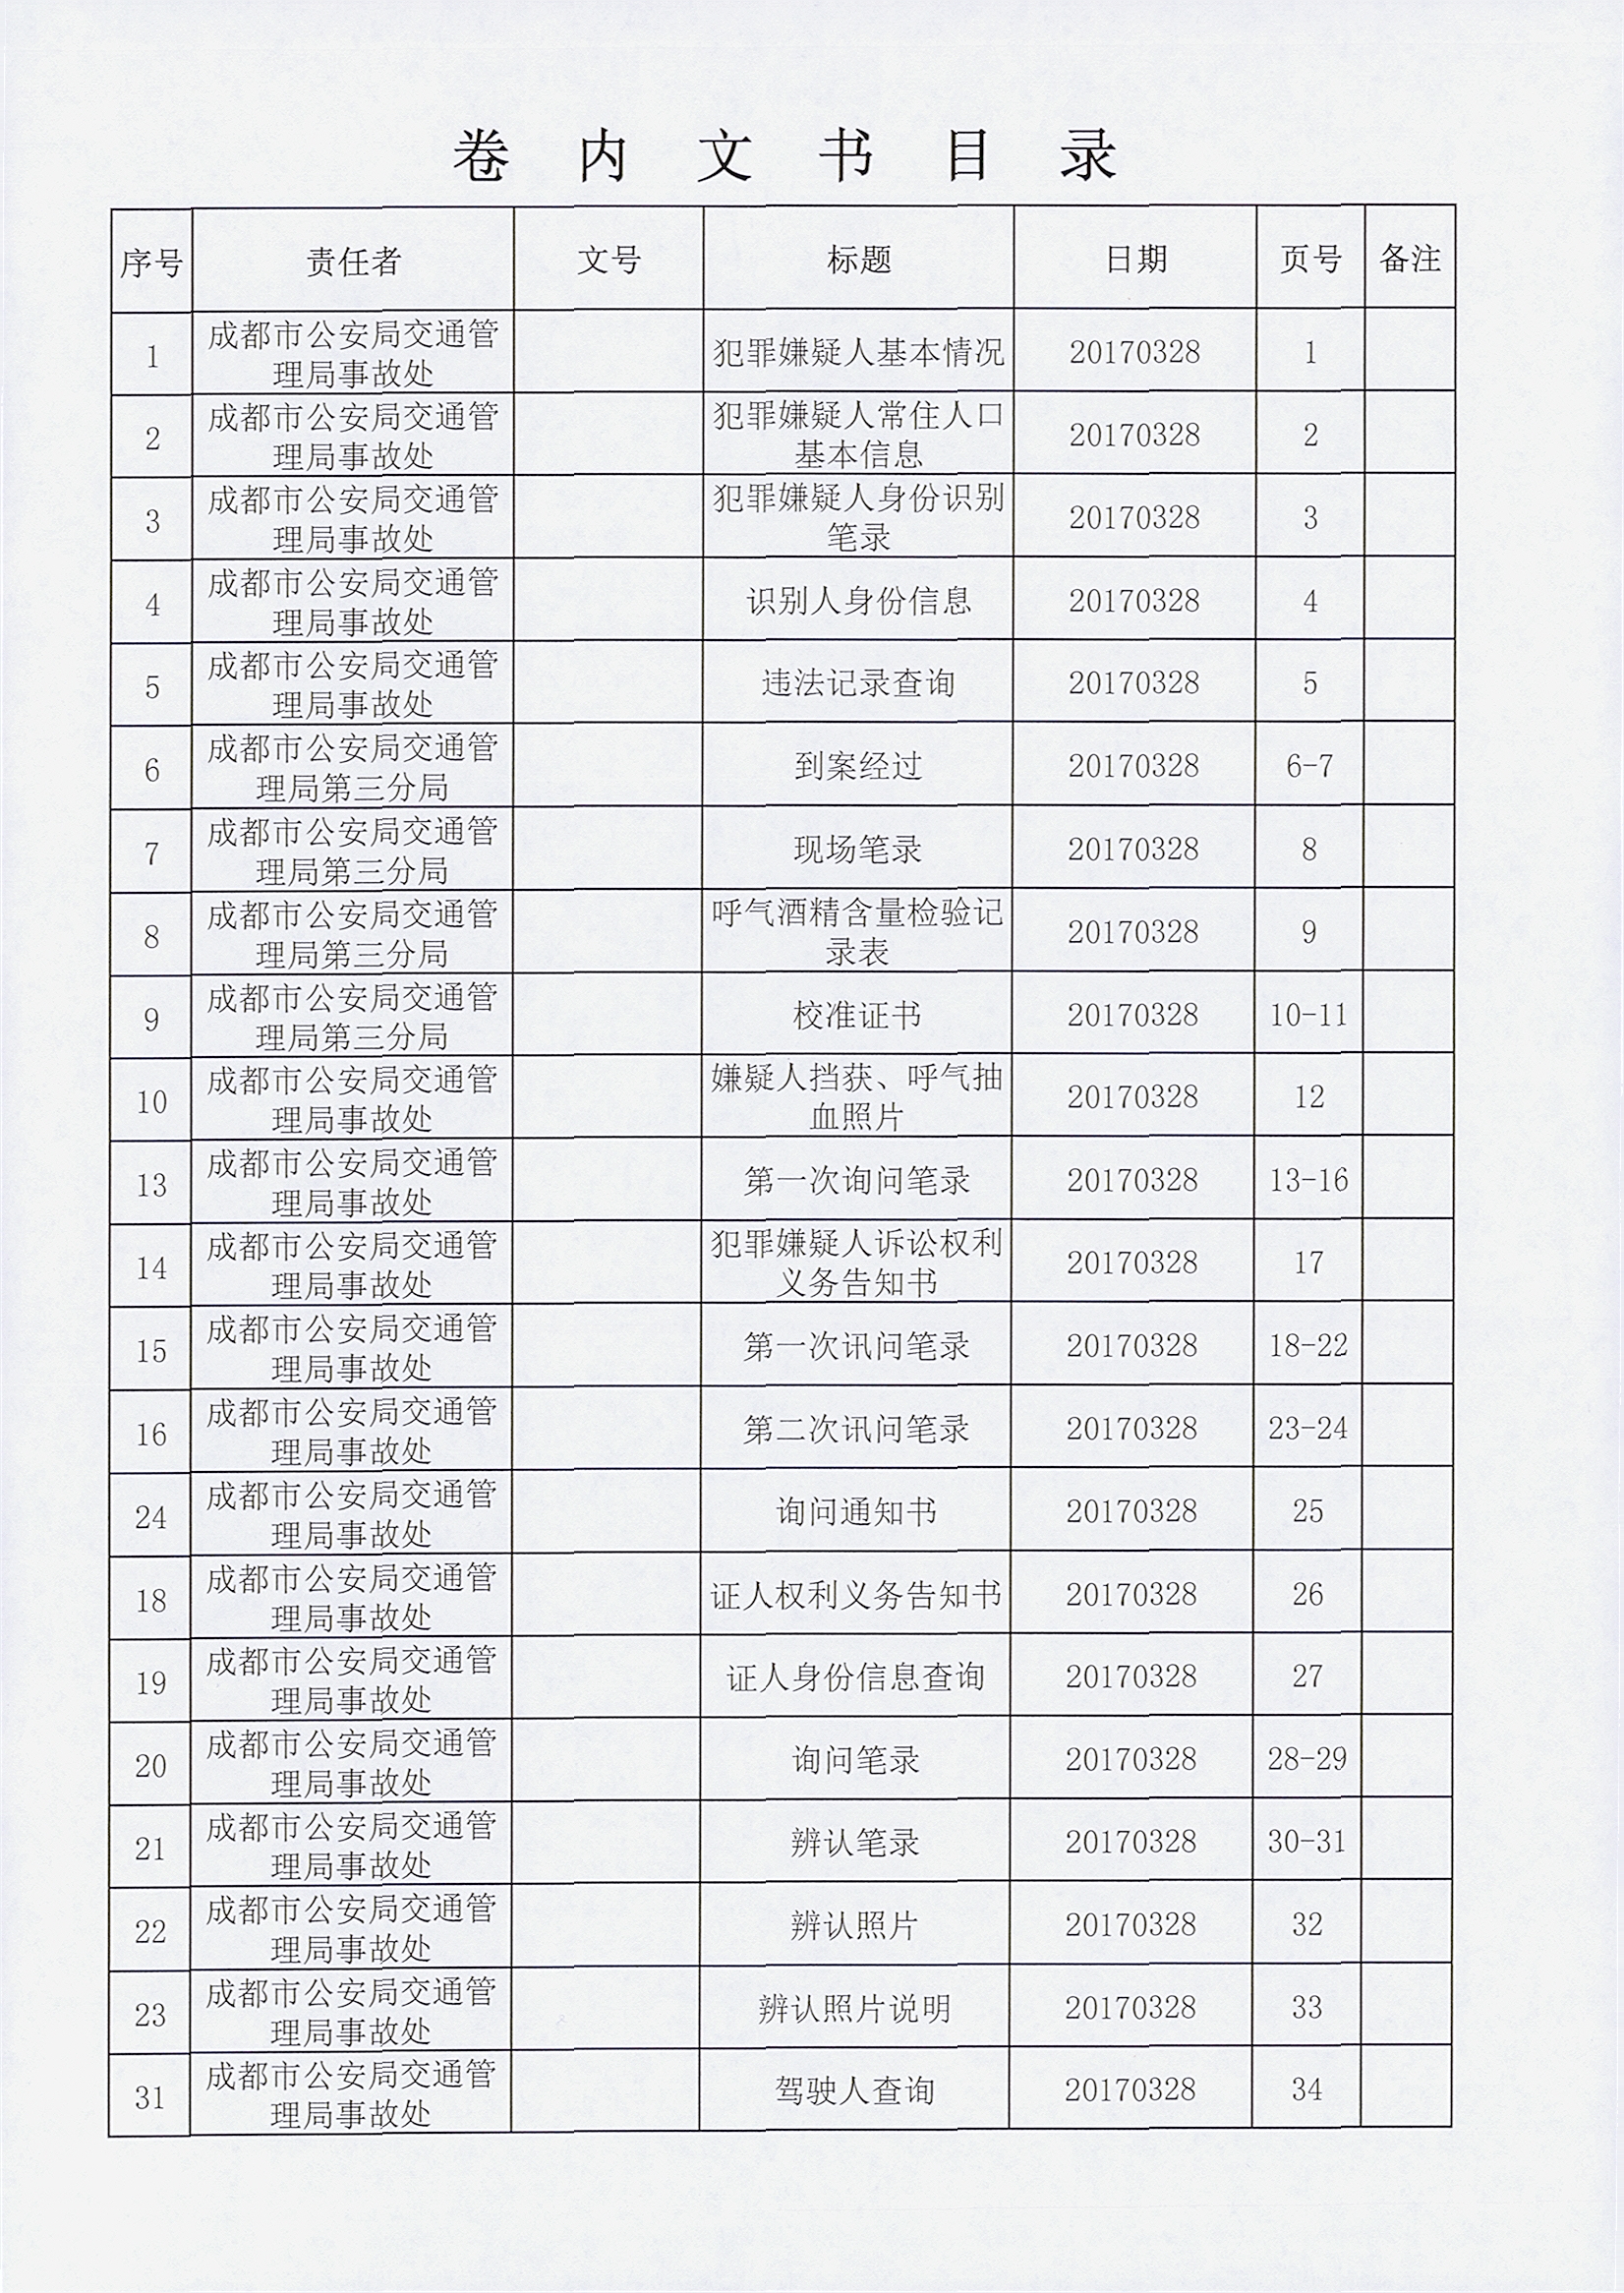 卷内文书目录
序号 责任者 文号 标题 日期 页号 备注
1 成都市公安局交通管理局事故处 犯罪嫌疑人基本情况 20170328 1
2 成都市公安局交通管理局事故处 犯罪嫌疑人常住人口基本信息 20170328 2
3 成都市公安局交通管理局事故处 犯罪嫌疑人身份识别笔录 20170328 3
4 成都市公安局交通管理局事故处 识别人身份信息 20170328 4
5 成都市公安局交通管理局事故处 违法记录查询 20170328 5
6 成都市公安局交通管理局第三分局 到案经过 20170328 6-7
7 成都市公安局交通管理局第三分局 现场笔录 20170328 8
8 成都市公安局交通管理局第三分局 呼气酒精含量检验记录表 20170328 9
9 成都市公安局交通管理局第三分局 校准证书 20170328 10-11
10 成都市公安局交通管理局事故处 嫌疑人挡获、呼气抽血照片 20170328 12
13 成都市公安局交通管理局事故处 第一次询问笔录 20170328 13-16
14 成都市公安局交通管理局事故处 犯罪嫌疑人诉讼权利义务告知书 20170328 17
15 成都市公安局交通管理局事故处 第一次讯问笔录 20170328 18-22
16 成都市公安局交通管理局事故处 第二次讯问笔录 20170328 23-24
24 成都市公安局交通管理局事故处 询问通知书 20170328 25
18 成都市公安局交通管理局事故处 证人权利义务告知书 20170328 26
19 成都市公安局交通管理局事故处 证人身份信息查询 20170328 27
20 成都市公安局交通管理局事故处 询问笔录 20170328 28-29
21 成都市公安局交通管理局事故处 辨认笔录 20170328 30-31
22 成都市公安局交通管理局事故处 辨认照片 20170328 32
23 成都市公安局交通管理局事故处 辨认照片说明 20170328 33
31 成都市公安局交通管理局事故处 驾驶人查询 20170328 34